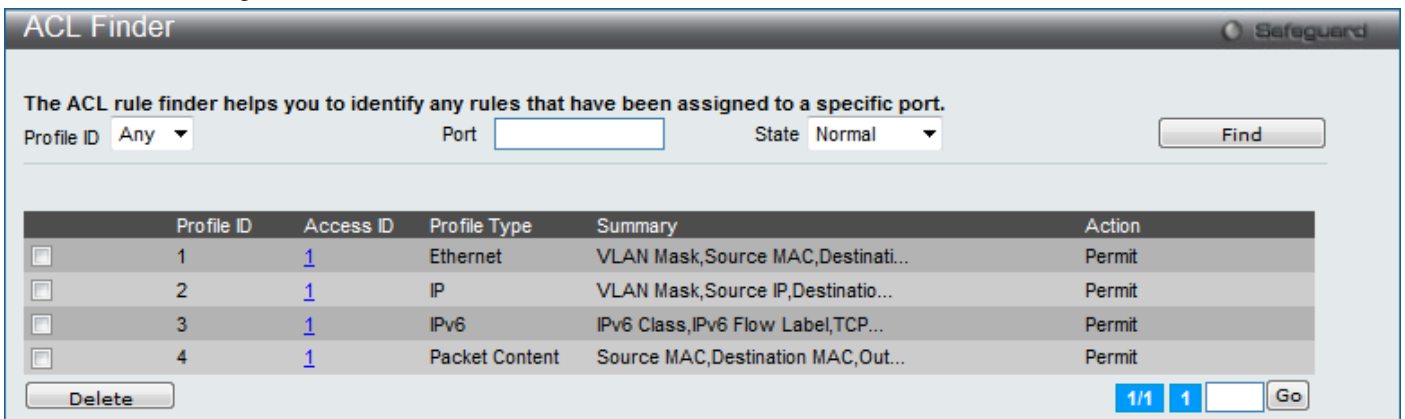 ACL Finder Safeguard
The ACL rule finder helps you to identify any rules that have been assigned to a specific port.
Profile ID Any Port State Normal Find
Profile ID Access ID Profile Type Summary Action
1 1 Ethernet VLAN Mask,Source MAC,Destinati... Permit
2 1 IP VLAN Mask,Source IP,Destinatio... Permit
3 1 IPv6 IPv6 Class,IPv6 Flow Label,TCP... Permit
4 1 Packet Content Source MAC,Destination MAC,Out... Permit
Delete 1/1 1 Go